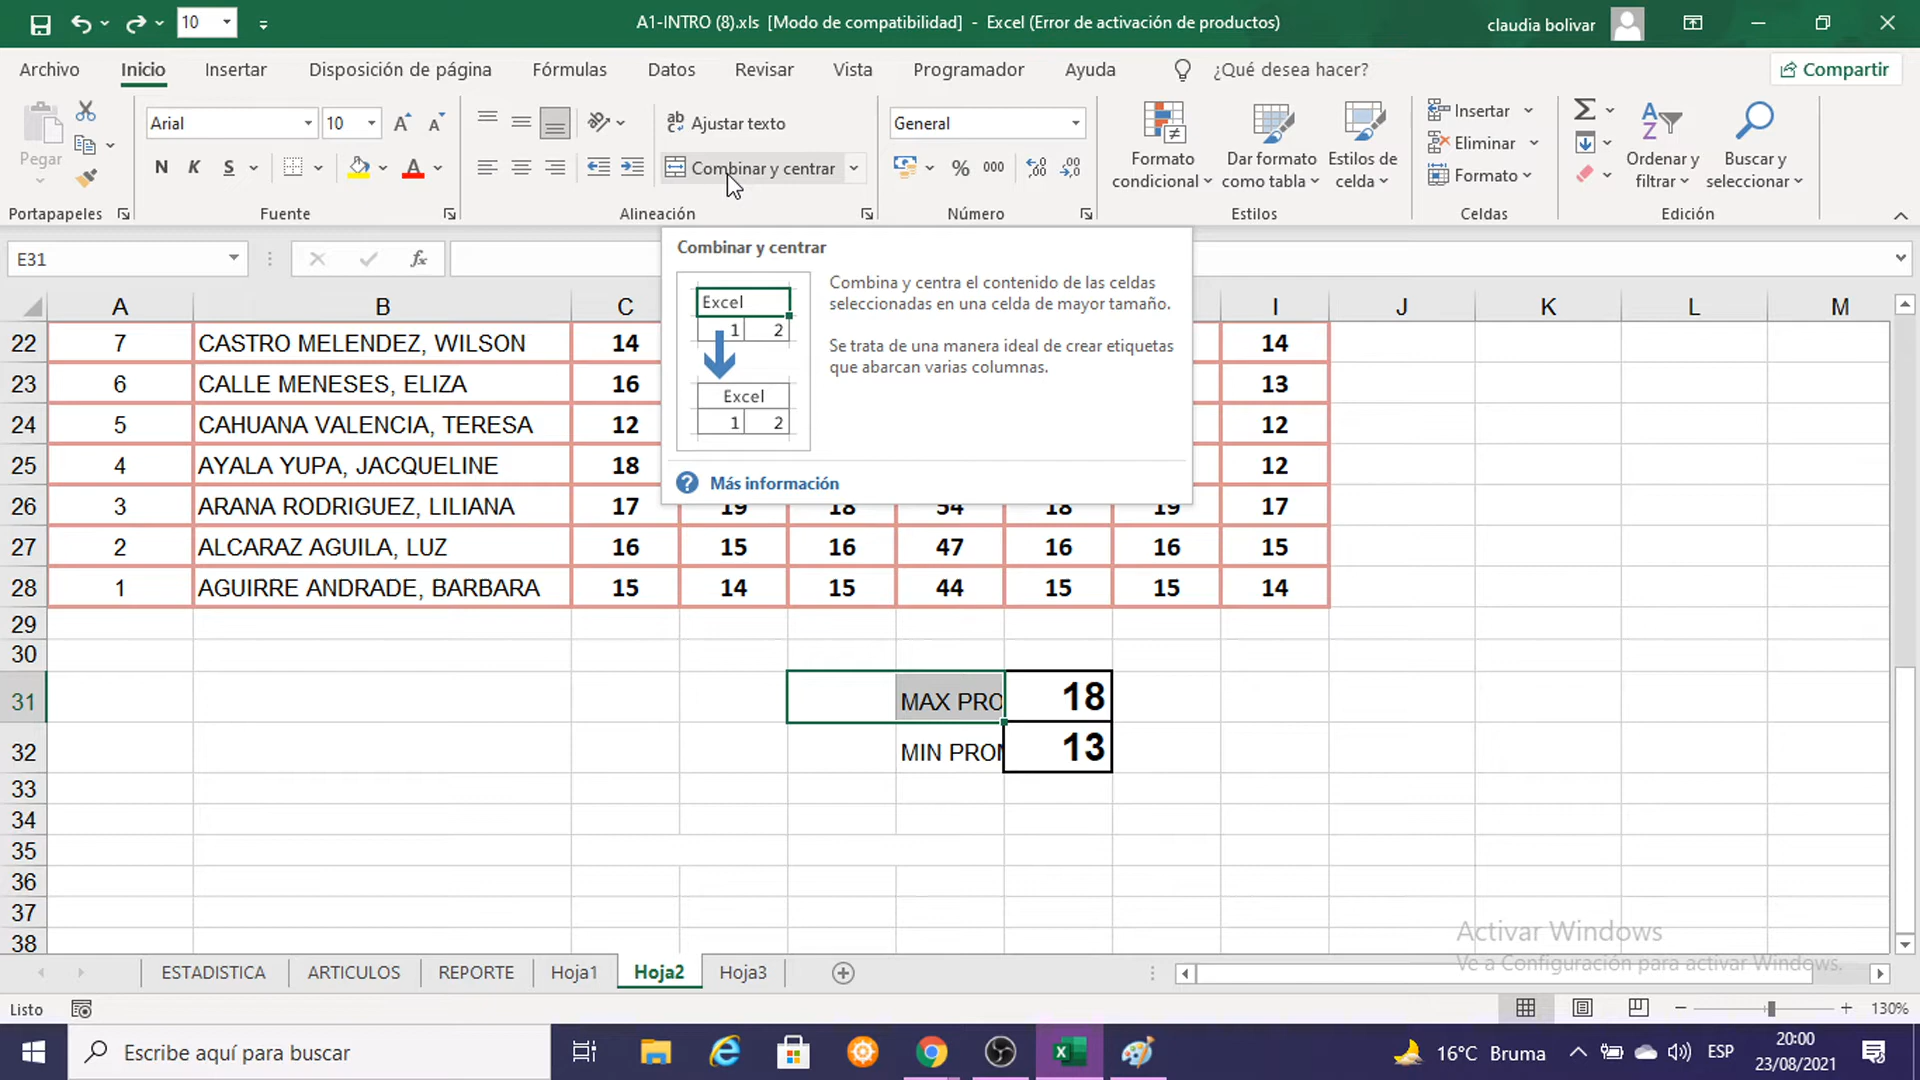 10
A1-INTRO (8).xls [Modo de compatibilidad] - Excel (Error de activación de productos)
claudia bolivar
Archivo Inicio Insertar Disposición de página Fórmulas Datos Revisar Vista Programador Ayuda ¿Qué desea hacer? Compartir
Pegar
Arial 10
N K S
Ajustar texto
Combinar y centrar
General
% 000
Formato condicional
Dar formato como tabla
Estilos de celda
Insertar
Eliminar
Formato
Ordenar y filtrar
Buscar y seleccionar
Portapapeles Fuente Alineación Número Estilos Celdas Edición
E31 fx
Combinar y centrar
Excel
1 2
Excel
1 2
Combina y centra el contenido de las celdas
seleccionadas en una celda de mayor tamaño.
Se trata de una manera ideal de crear etiquetas
que abarcan varias columnas.
Más información
A B C I J K L M
22 7 CASTRO MELENDEZ, WILSON 14 14
23 6 CALLE MENESES, ELIZA 16 13
24 5 CAHUANA VALENCIA, TERESA 12 12
25 4 AYALA YUPA, JACQUELINE 18 12
26 3 ARANA RODRIGUEZ, LILIANA 17 19 18 54 18 19 17
27 2 ALCARAZ AGUILA, LUZ 16 15 16 47 16 16 15
28 1 AGUIRRE ANDRADE, BARBARA 15 14 15 44 15 15 14
29
30
31 MAX PRO 18
32 MIN PROM 13
33
34
35
36
37
38
Activar Windows
Ve a Configuración para activar Windows.
ESTADISTICA ARTICULOS REPORTE Hoja1 Hoja2 Hoja3
Listo 130%
Escribe aquí para buscar
16°C Bruma ESP 20:00
23/08/2021